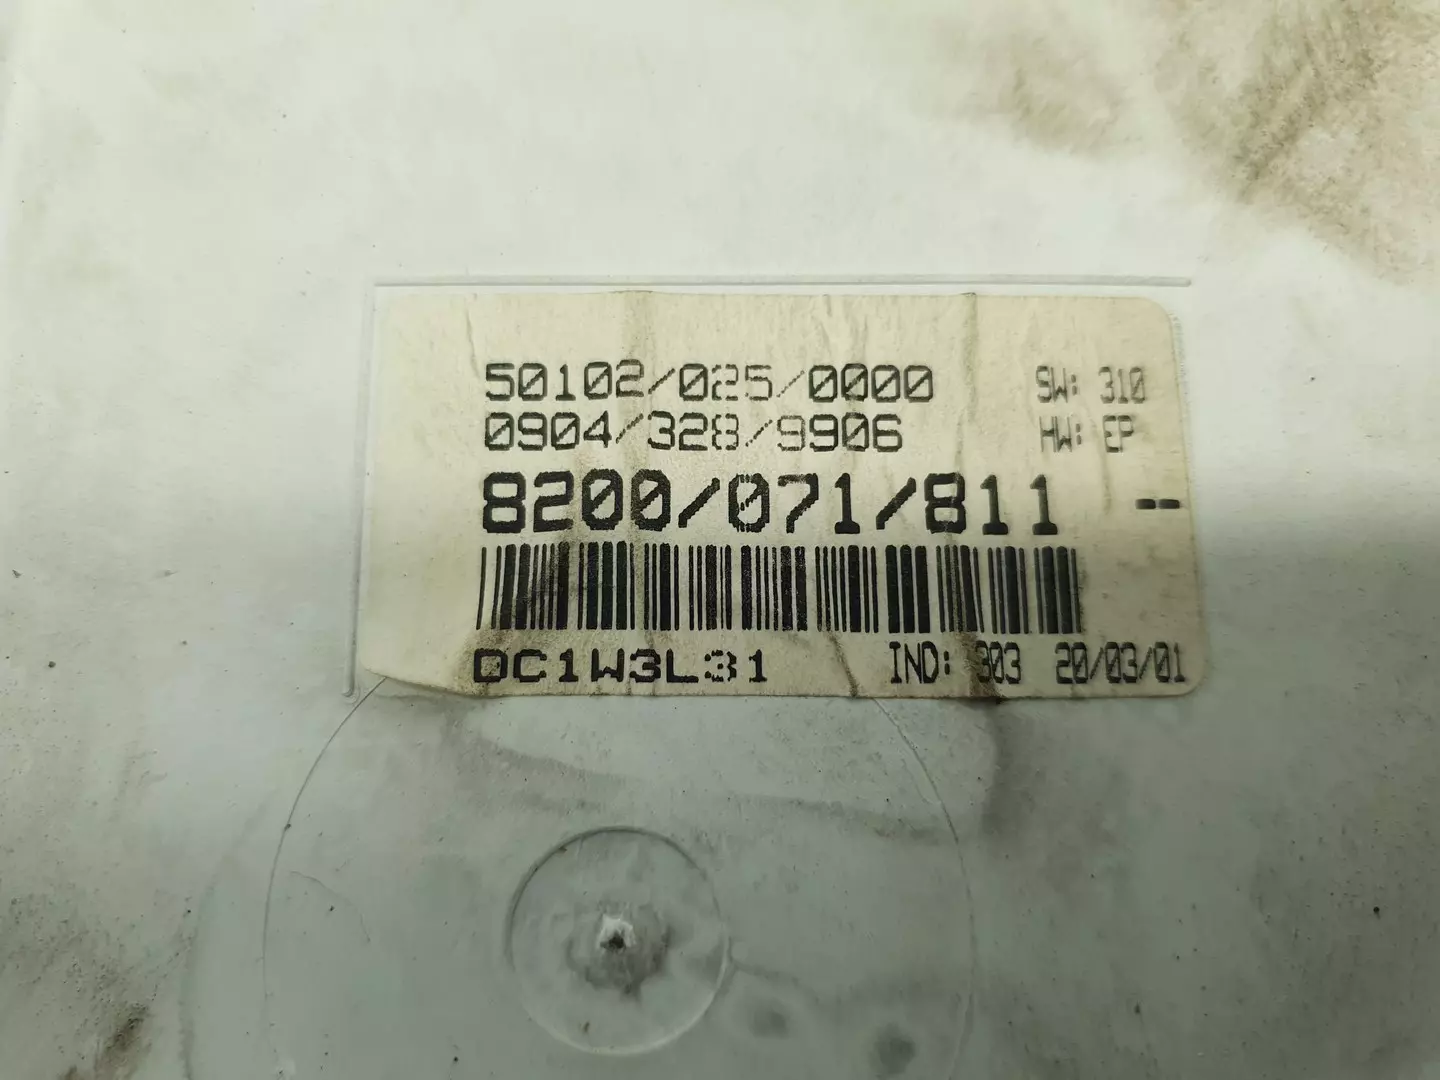 50102/025/0000 SW: 310
0904/328/9906 HW: EP
8200/071/811 --
DC1W3L31 IND: 303 20/03/01